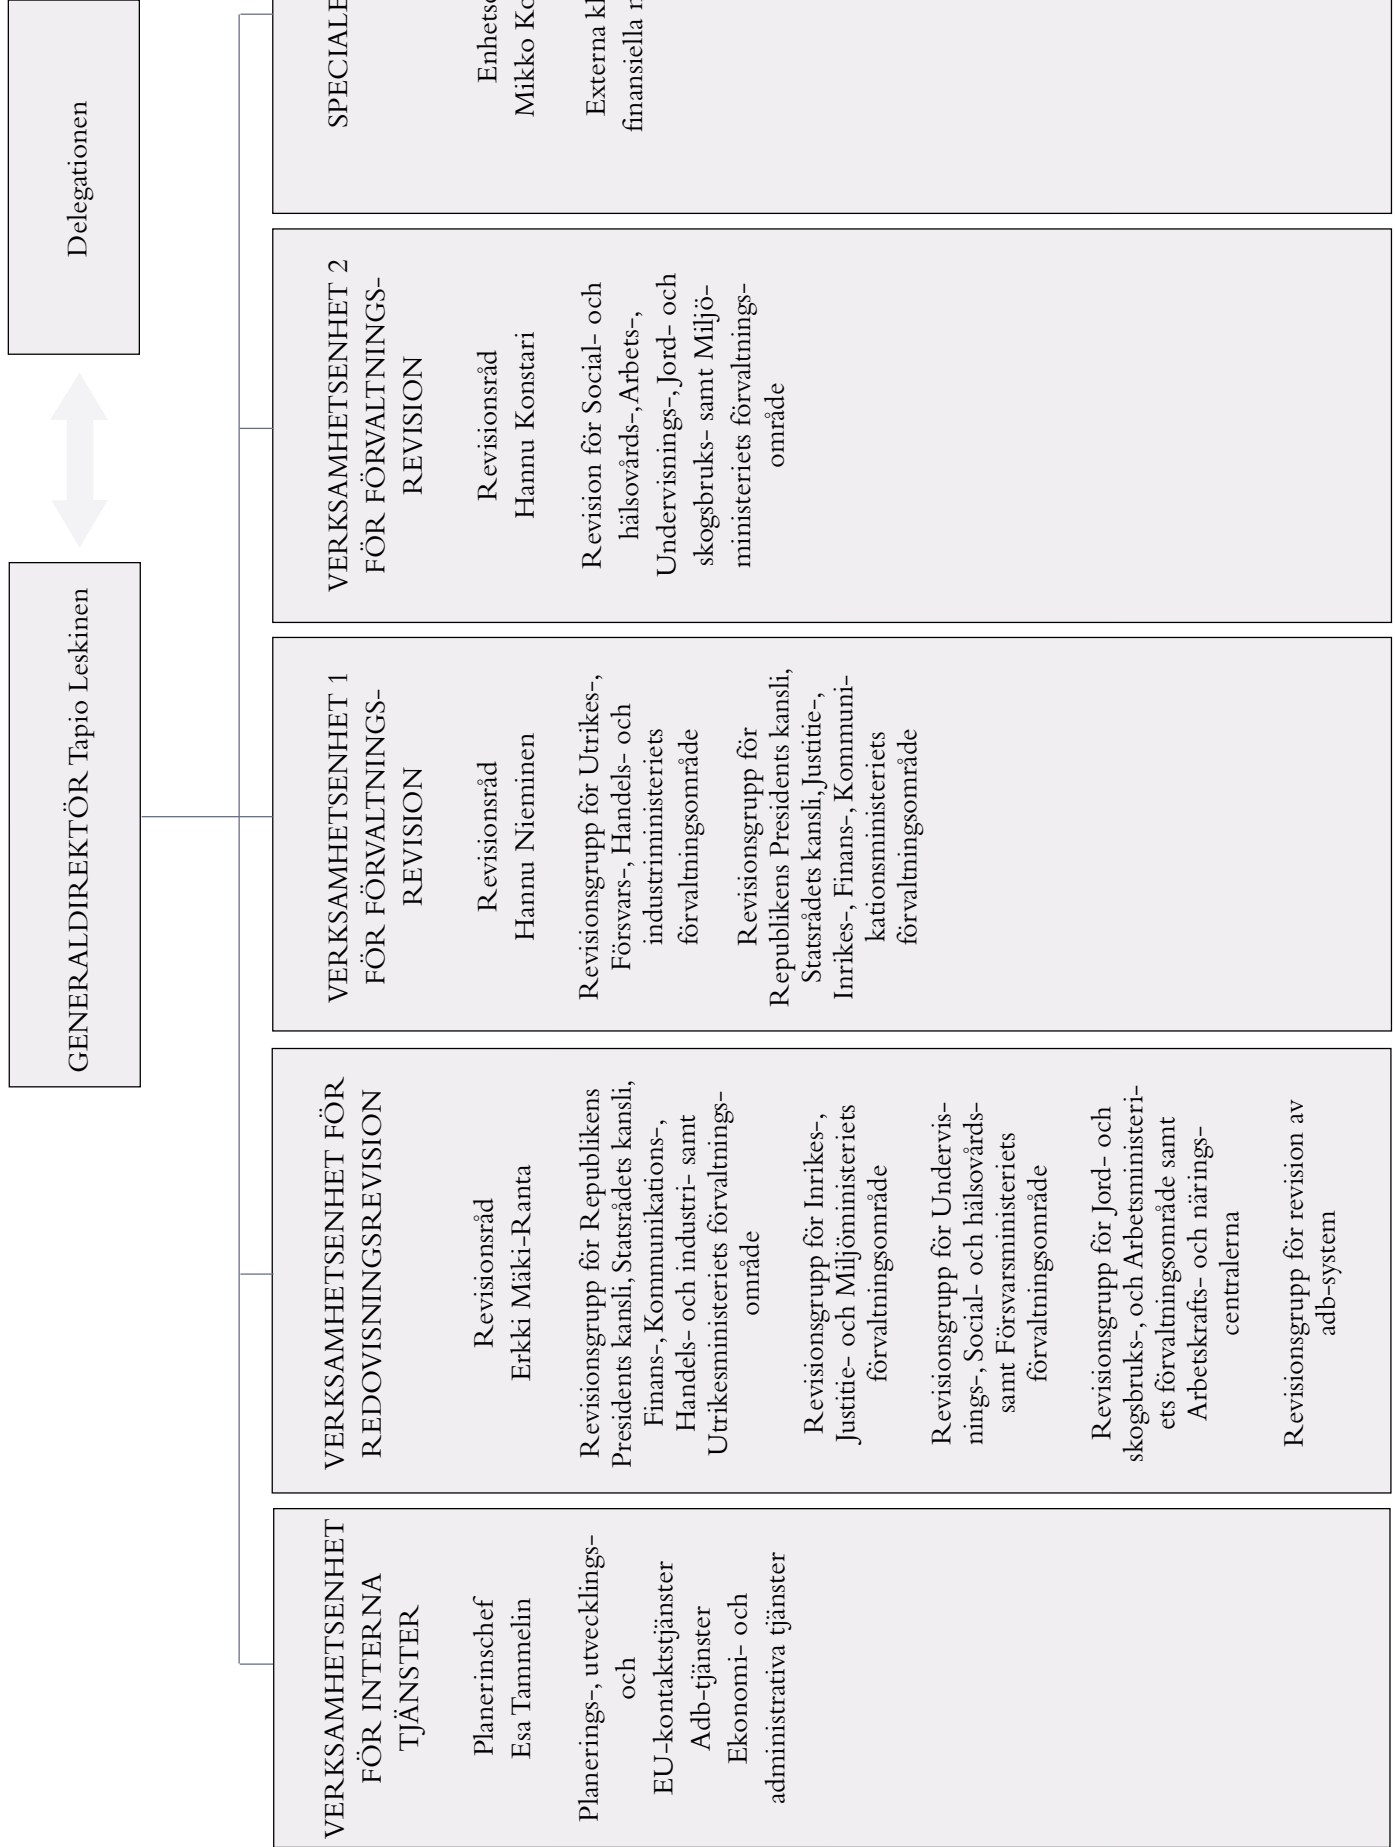 GENERALDIREKTÖR Tapio Leskinen
Delegationen
VERKSAMHETSENHET
FÖR INTERNA
TJÄNSTER
Planerinschef
Esa Tammelin
Planerings-, utvecklings-
och
EU-kontaktstjänster
Adb-tjänster
Ekonomi- och
administrativa tjänster
VERKSAMHETSENHET FÖR
REDOVISNINGSREVISION
Revisionsråd
Erkki Mäki-Ranta
Revisionsgrupp för Republikens
Presidents kansli, Statsrådets kansli,
Finans-, Kommunikations-,
Handels- och industri- samt
Utrikesministeriets förvaltnings-
område
Revisionsgrupp för Inrikes-,
Justitie- och Miljöministeriets
förvaltningsområde
Revisionsgrupp för Undervis-
nings-, Social- och hälsovårds-
samt Försvarsministeriets
förvaltningsområde
Revisionsgrupp för Jord- och
skogsbruks-, och Arbetsministeri-
ets förvaltningsområde samt
Arbetskrafts- och närings-
centralerna
Revisionsgrupp för revision av
adb-system
VERKSAMHETSENHET 1
FÖR FÖRVALTNINGS-
REVISION
Revisionsråd
Hannu Nieminen
Revisionsgrupp för Utrikes-,
Försvars-, Handels- och
industriministeriets
förvaltningsområde
Revisionsgrupp för
Republikens Presidents kansli,
Statsrådets kansli, Justitie-,
Inrikes-, Finans-, Kommuni-
kationsministeriets
förvaltningsområde
VERKSAMHETSENHET 2
FÖR FÖRVALTNINGS-
REVISION
Revisionsråd
Hannu Konstari
Revision för Social- och
hälsovårds-, Arbets-,
Undervisnings-, Jord- och
skogsbruks- samt Miljö-
ministeriets förvaltnings-
område
SPECIALE
Mikko Ko
Externa kl
finansiella